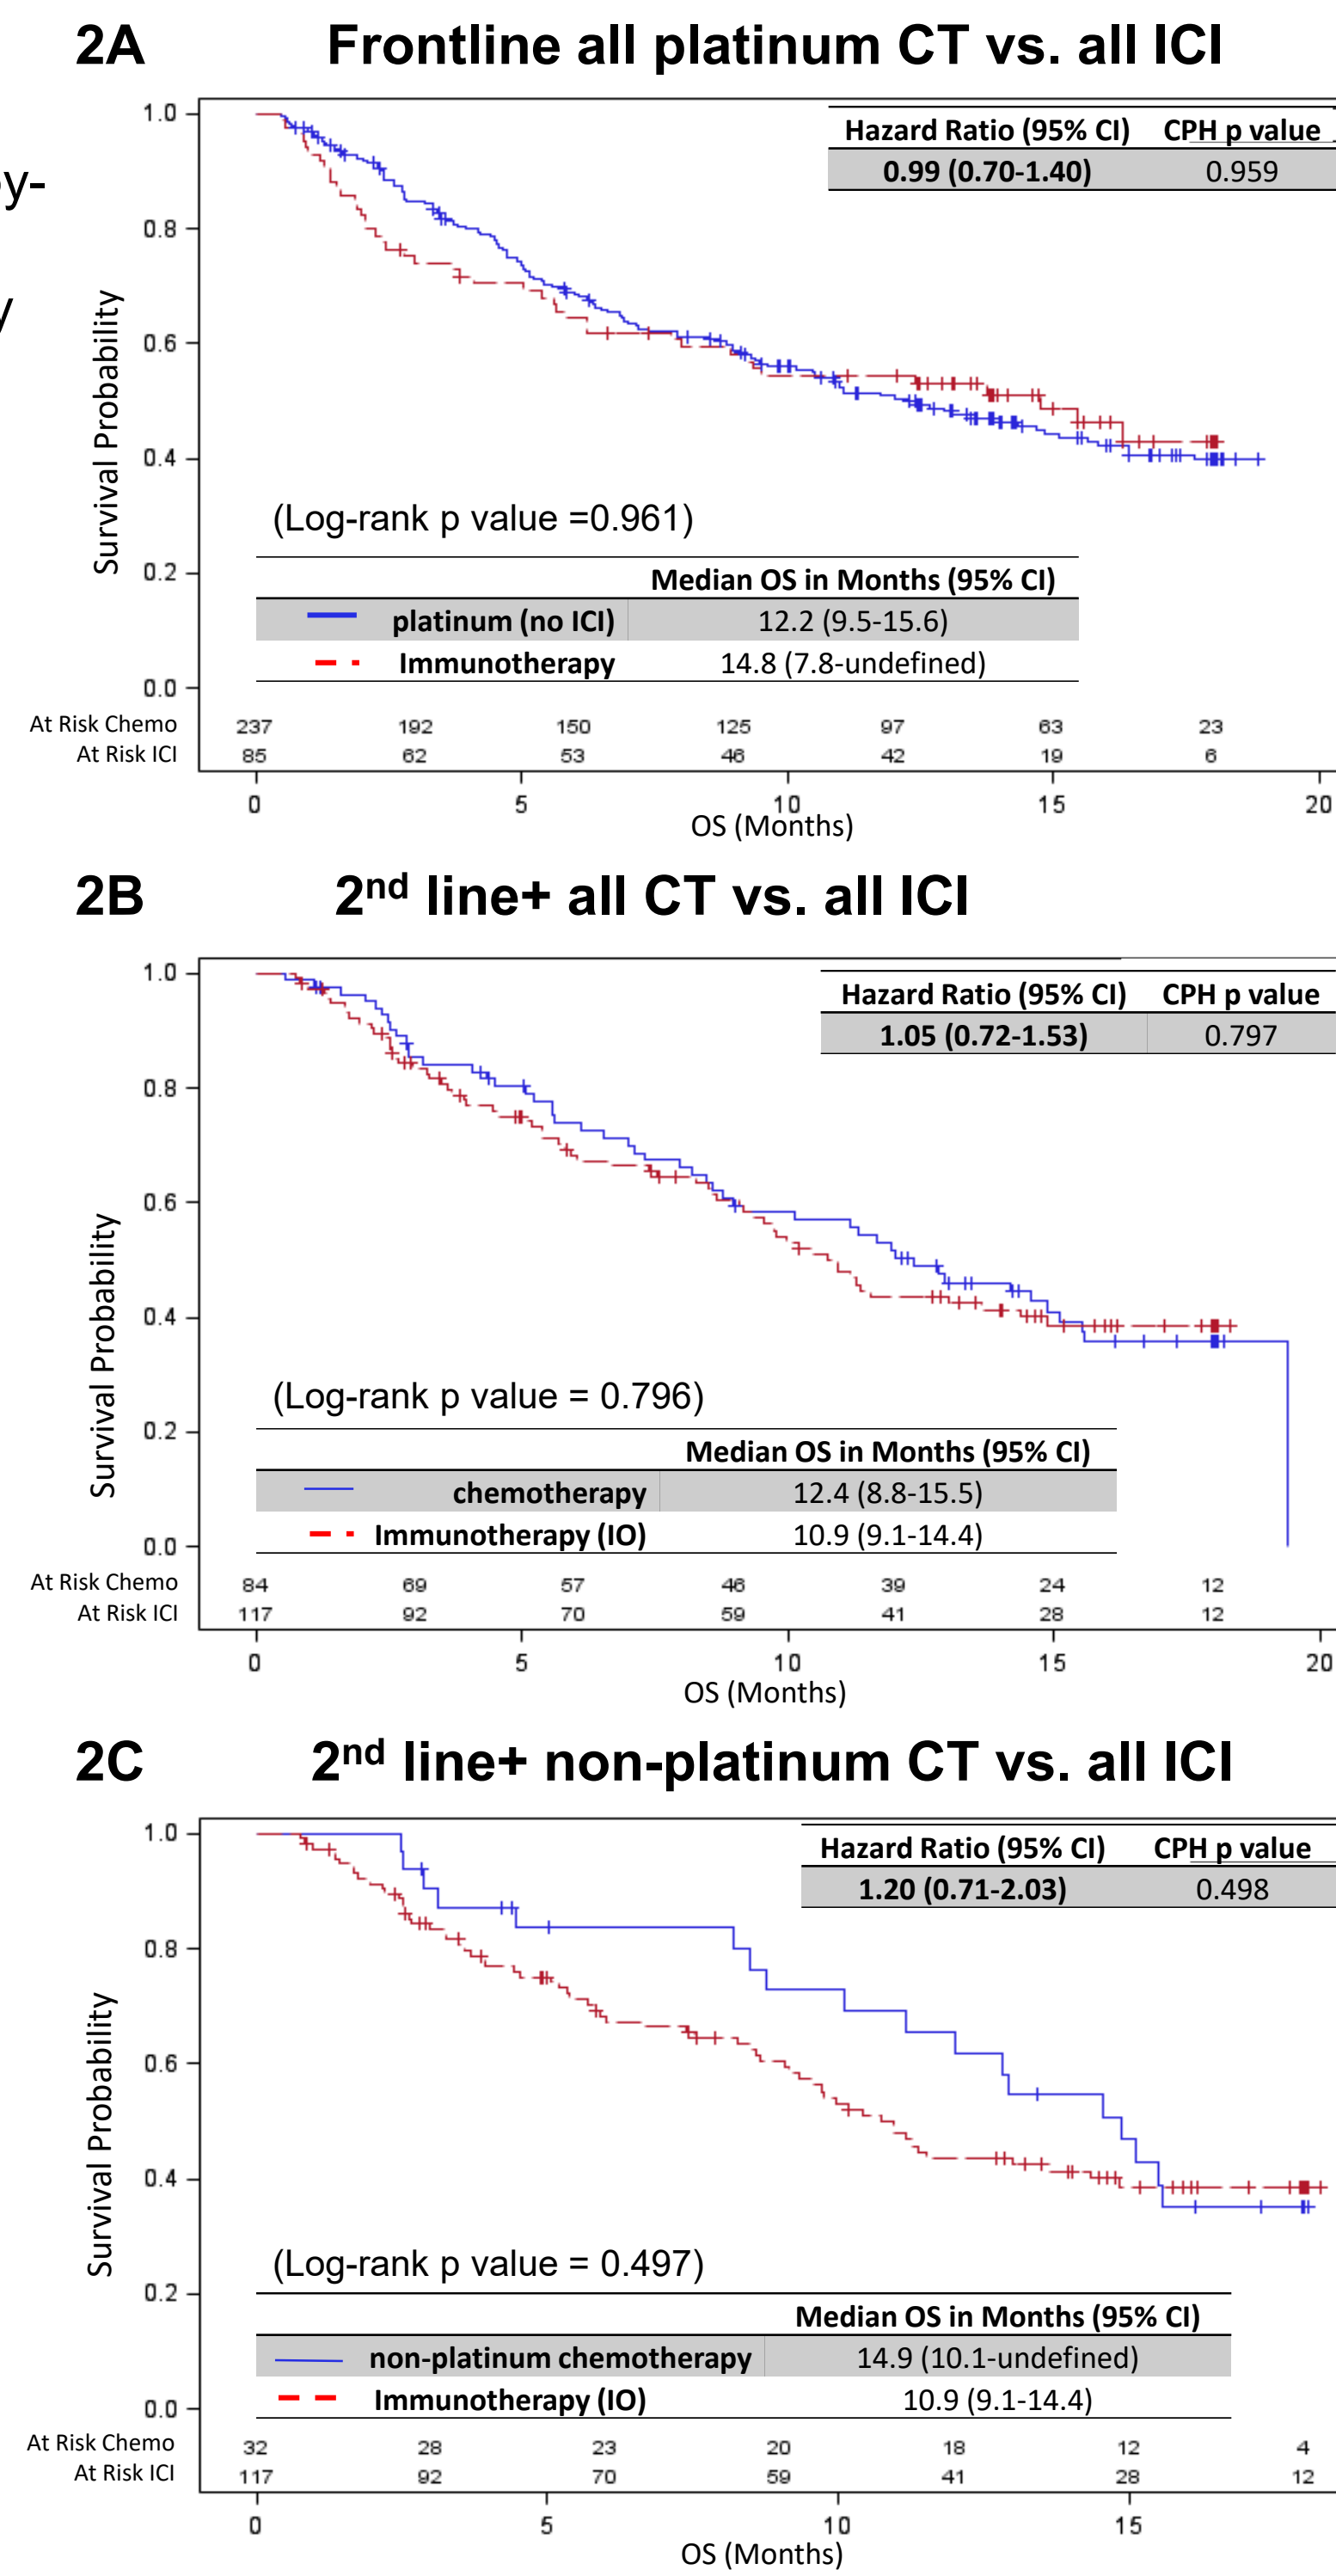 2A Frontline all platinum CT vs. all ICI
y-
y
Hazard Ratio (95% CI) CPH p value
0.99 (0.70-1.40) 0.959
1.0
0.8
0.6
0.4
0.2
0.0
Survival Probability
(Log-rank p value =0.961)
Median OS in Months (95% CI)
platinum (no ICI) 12.2 (9.5-15.6)
Immunotherapy 14.8 (7.8-undefined)
At Risk Chemo 237 192 150 125 97 63 23
At Risk ICI 85 62 53 46 42 19 6
0 5 10 15 20
OS (Months)
2B 2nd line+ all CT vs. all ICI
Hazard Ratio (95% CI) CPH p value
1.05 (0.72-1.53) 0.797
1.0
0.8
0.6
0.4
0.2
0.0
Survival Probability
(Log-rank p value = 0.796)
Median OS in Months (95% CI)
chemotherapy 12.4 (8.8-15.5)
Immunotherapy (IO) 10.9 (9.1-14.4)
At Risk Chemo 84 69 57 46 39 24 12
At Risk ICI 117 92 70 59 41 28 12
0 5 10 15 20
OS (Months)
2C 2nd line+ non-platinum CT vs. all ICI
Hazard Ratio (95% CI) CPH p value
1.20 (0.71-2.03) 0.498
1.0
0.8
0.6
0.4
0.2
0.0
Survival Probability
(Log-rank p value = 0.497)
Median OS in Months (95% CI)
non-platinum chemotherapy 14.9 (10.1-undefined)
Immunotherapy (IO) 10.9 (9.1-14.4)
At Risk Chemo 32 28 23 20 18 12 4
At Risk ICI 117 92 70 59 41 28 12
0 5 10 15
OS (Months)